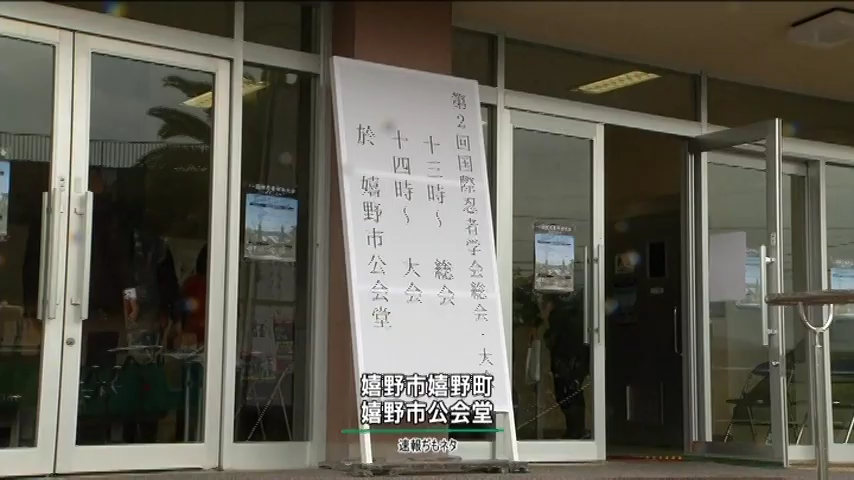 第２回国際忍者学会総会・大
十三時〜　総会
十四時〜　大会
於　嬉野市公会堂
嬉野市嬉野町
嬉野市公会堂
速報ぢもネタ